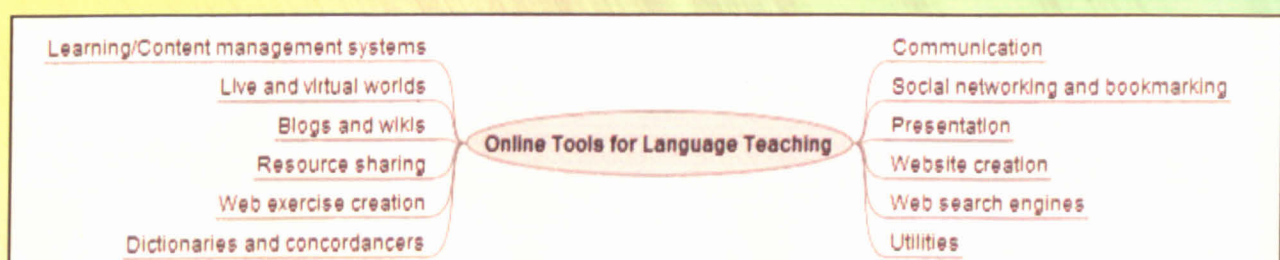 Learning/Content management systems
Live and virtual worlds
Blogs and wikis
Resource sharing
Web exercise creation
Dictionaries and concordancers
Online Tools for Language Teaching
Communication
Social networking and bookmarking
Presentation
Website creation
Web search engines
Utilities